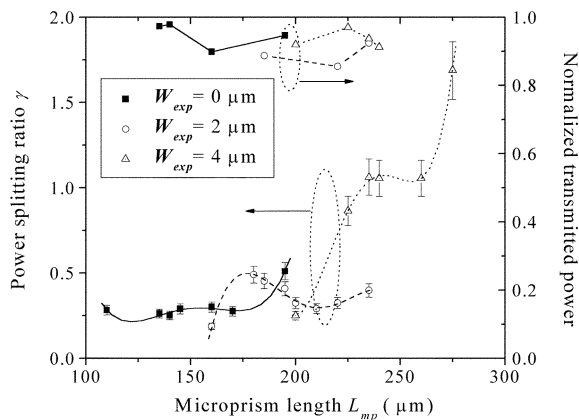 2.0
1.5
1.0
0.5
0.0
Power splitting ratio γ
W_exp = 0 μm
W_exp = 2 μm
W_exp = 4 μm
1.0
0.8
0.6
0.4
0.2
0.0
Normalized transmitted power
100 150 200 250 300
Microprism length L_mp ( μm)